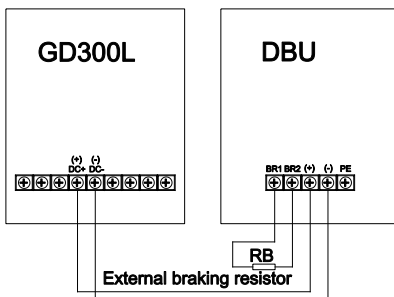 GD300L
DBU
(+) (-)
DC+ DC-
BR1 BR2 (+) (-) PE
RB
External braking resistor